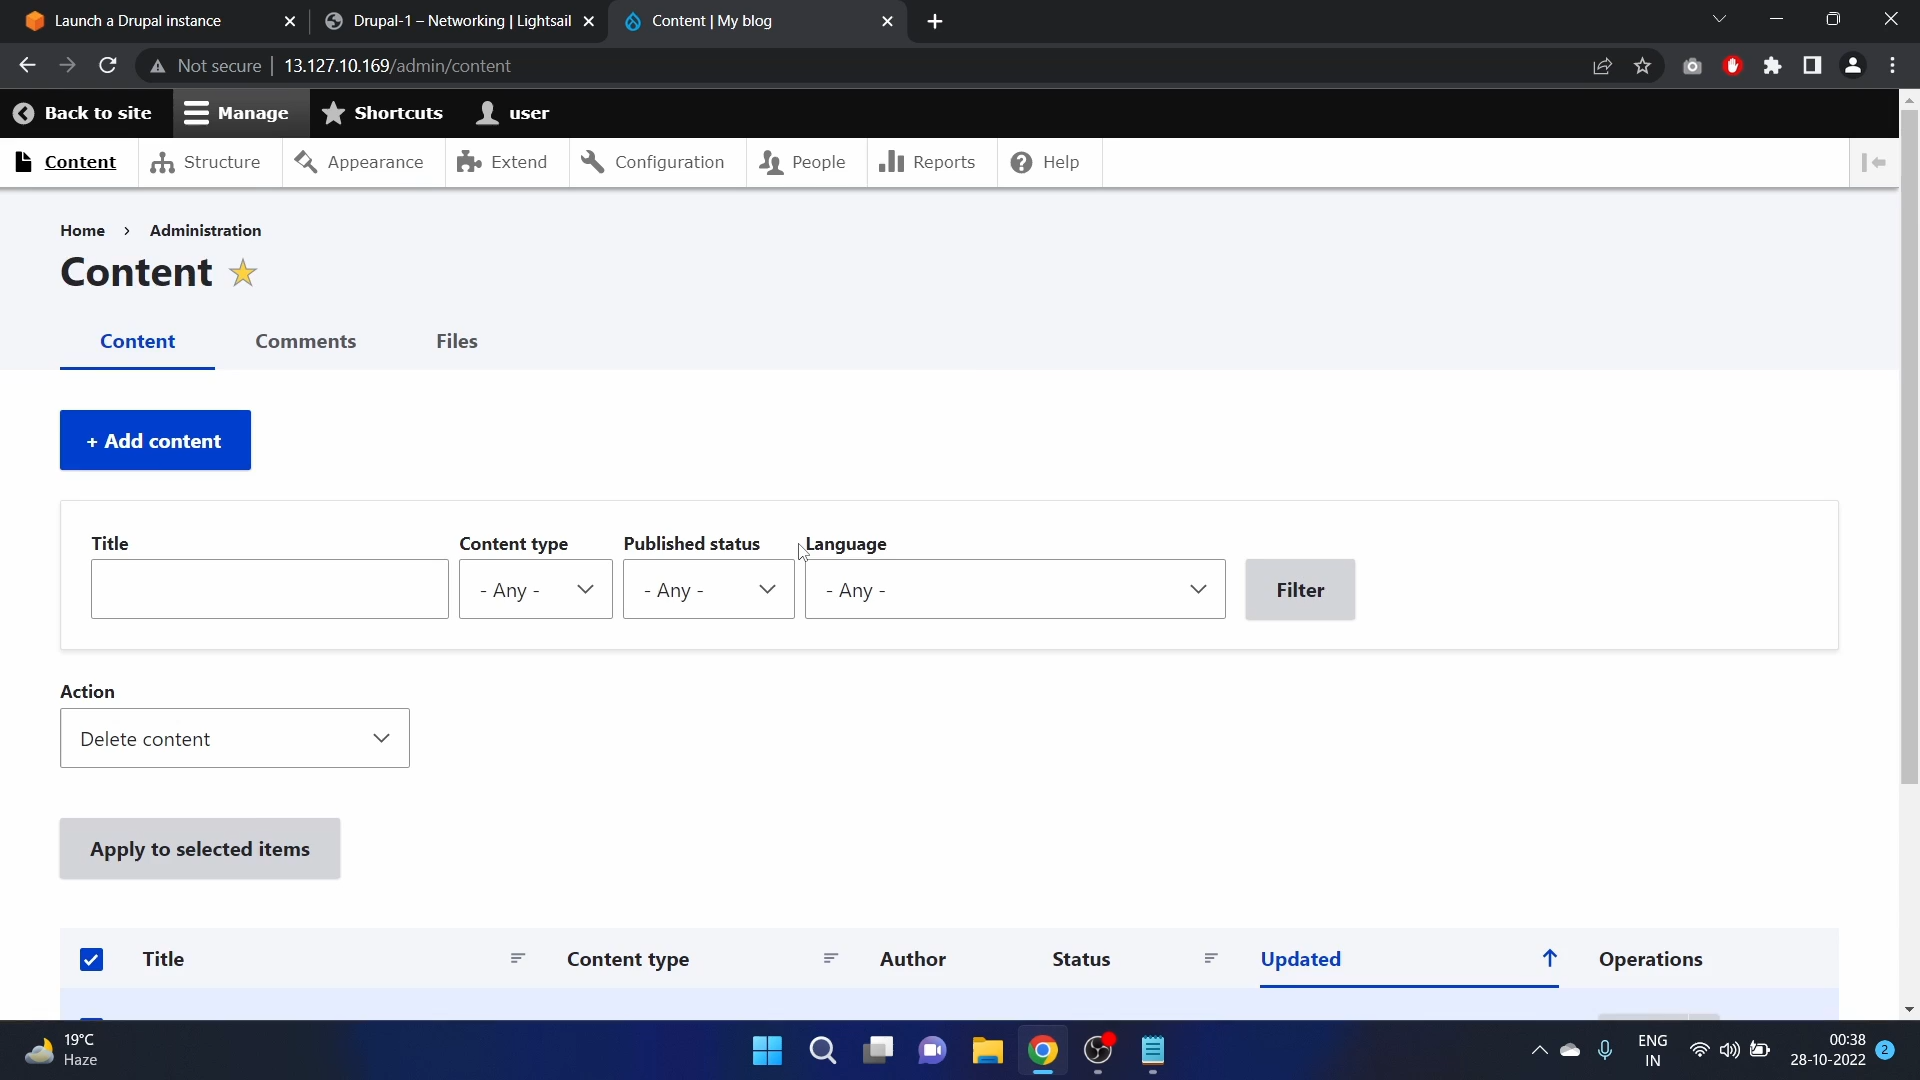 Launch a Drupal instance
Drupal-1 – Networking | Lightsail
Content | My blog
Not secure
13.127.10.169/admin/content
Back to site
Manage
Shortcuts
user
Content
Structure
Appearance
Extend
Configuration
People
Reports
Help
Home
Administration
Content
Content
Comments
Files
+ Add content
Title
Content type
Published status
Language
- Any -
- Any -
- Any -
Filter
Action
Delete content
Apply to selected items
Title
Content type
Author
Status
Updated
Operations
19°C
Haze
ENG
IN
00:38
28-10-2022
2